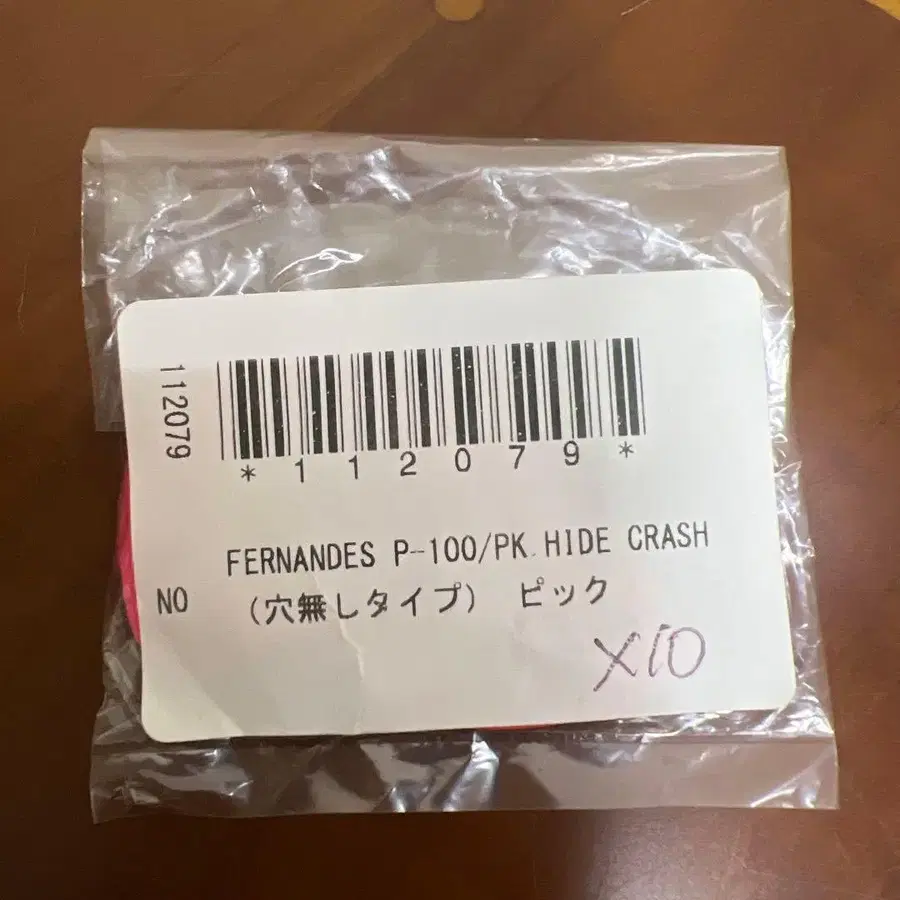 112079
*112079*
FERNANDES P-100/PK HIDE CRASH
NO （穴無しタイプ） ピック
X10